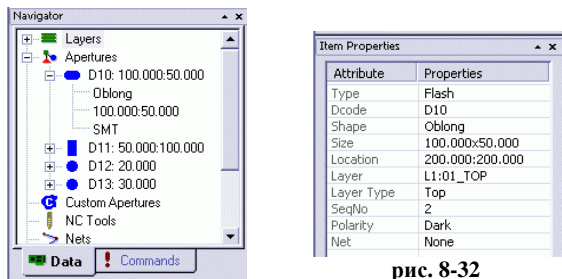 Navigator
Layers
Apertures
D10: 100.000:50.000
Oblong
100.000:50.000
SMT
D11: 50.000:100.000
D12: 20.000
D13: 30.000
Custom Apertures
NC Tools
Nets
Data
Commands
Item Properties
Attribute Properties
Type Flash
Dcode D10
Shape Oblong
Size 100.000x50.000
Location 200.000:200.000
Layer L1:01_TOP
Layer Type Top
SeqNo 2
Polarity Dark
Net None
рис. 8-32